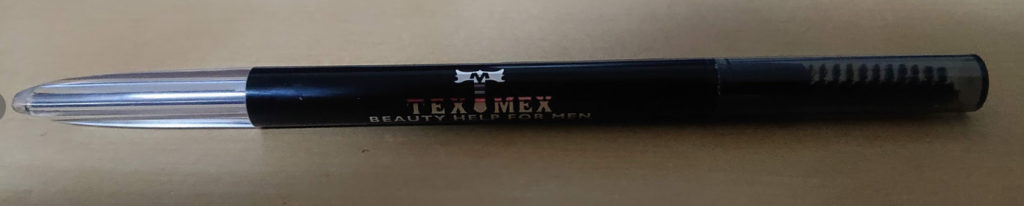 TEX MEX
BEAUTY HELP FOR MEN